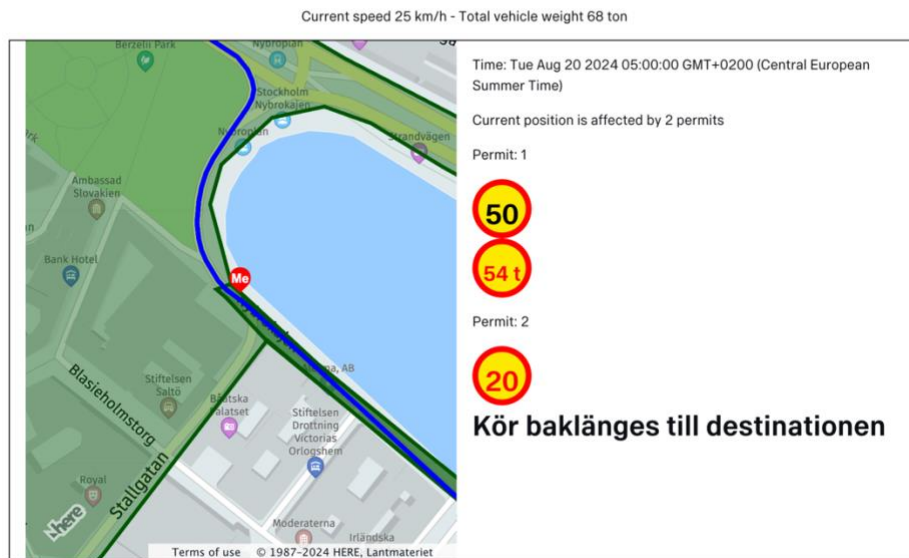 Current speed 25 km/h - Total vehicle weight 68 ton
Berzelii Park
Nybroplan
Stockholm
Nybrokajen
Nybroplan
Strandvägen
Ambassad
Slovakien
Bank Hotel
Me
Blasieholmstorg
Stiftelsen
Saltö
Stallgatan
Royal
here
Stiftelsen
Drottning
Victorias
Örlogshem
Moderaterna
Irländska
Terms of use © 1987–2024 HERE, Lantmateriet
Time: Tue Aug 20 2024 05:00:00 GMT+0200 (Central European
Summer Time)
Current position is affected by 2 permits
Permit: 1
50
54 t
Permit: 2
20
Kör baklänges till destinationen